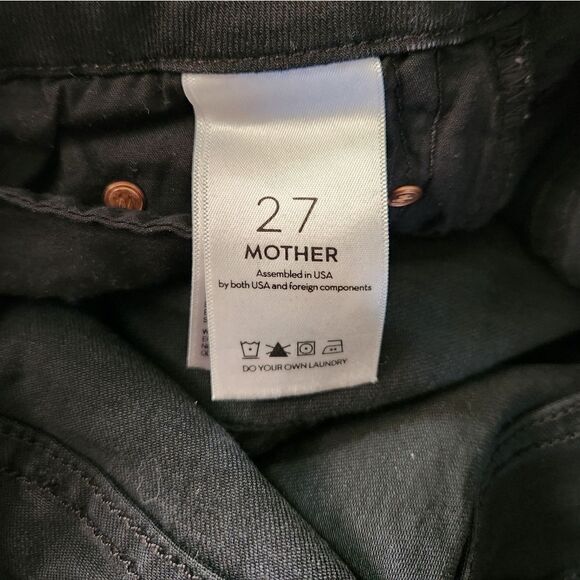 27
MOTHER
Assembled in USA
by both USA and foreign components
DO YOUR OWN LAUNDRY